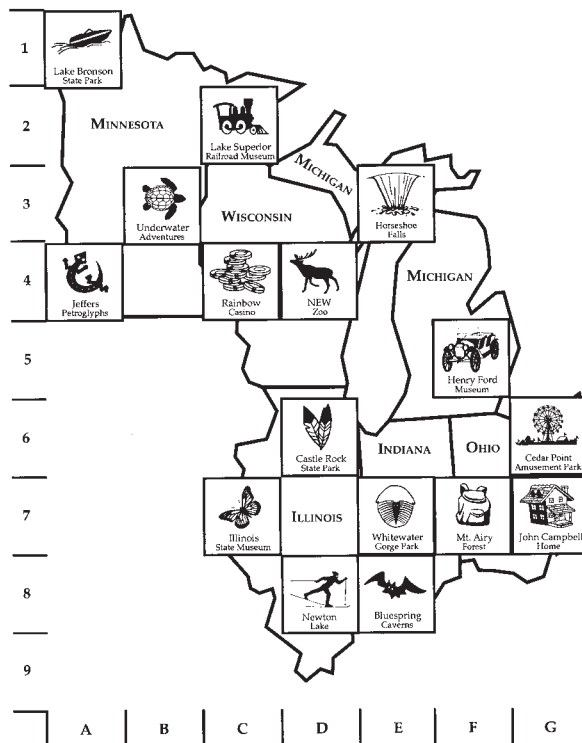 1
Lake Bronson
State Park
2
MINNESOTA
Lake Superior
Railroad Museum
MICHIGAN
3
Underwater
Adventures
WISCONSIN
Horseshoe
Falls
4
Jeffers
Petroglyphs
Rainbow
Casino
NEW
Zoo
MICHIGAN
5
Henry Ford
Museum
6
Castle Rock
State Park
INDIANA
OHIO
Cedar Point
Amusement Park
7
Illinois
State Museum
ILLINOIS
Whitewater
Gorge Park
Mt. Airy
Forest
John Campbell
Home
8
Newton
Lake
Bluespring
Caverns
9
A B C D E F G